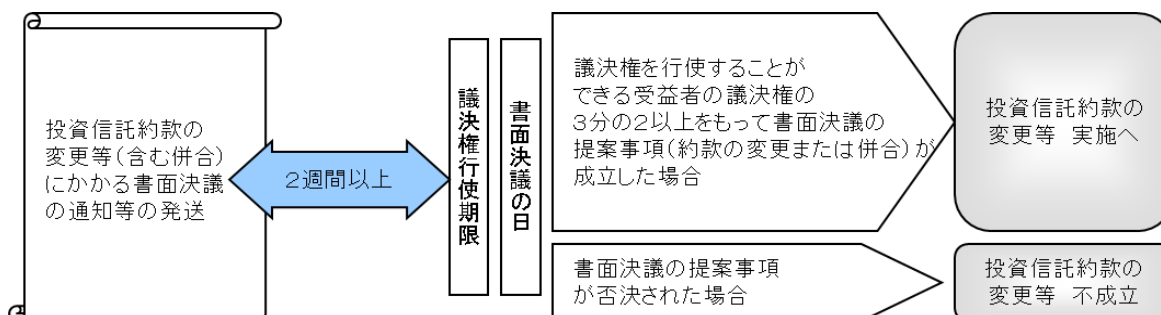 投資信託約款の
変更等(含む併合)
にかかる書面決議
の通知等の発送
２週間以上
議決権行使期限
書面決議の日
議決権を行使することが
できる受益者の議決権の
３分の２以上をもって書面決議の
提案事項(約款の変更または併合)が
成立した場合
投資信託約款の
変更等 実施へ
書面決議の提案事項
が否決された場合
投資信託約款の
変更等 不成立